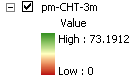 pm-CHT-3m
Value
High : 73.1912
Low : 0